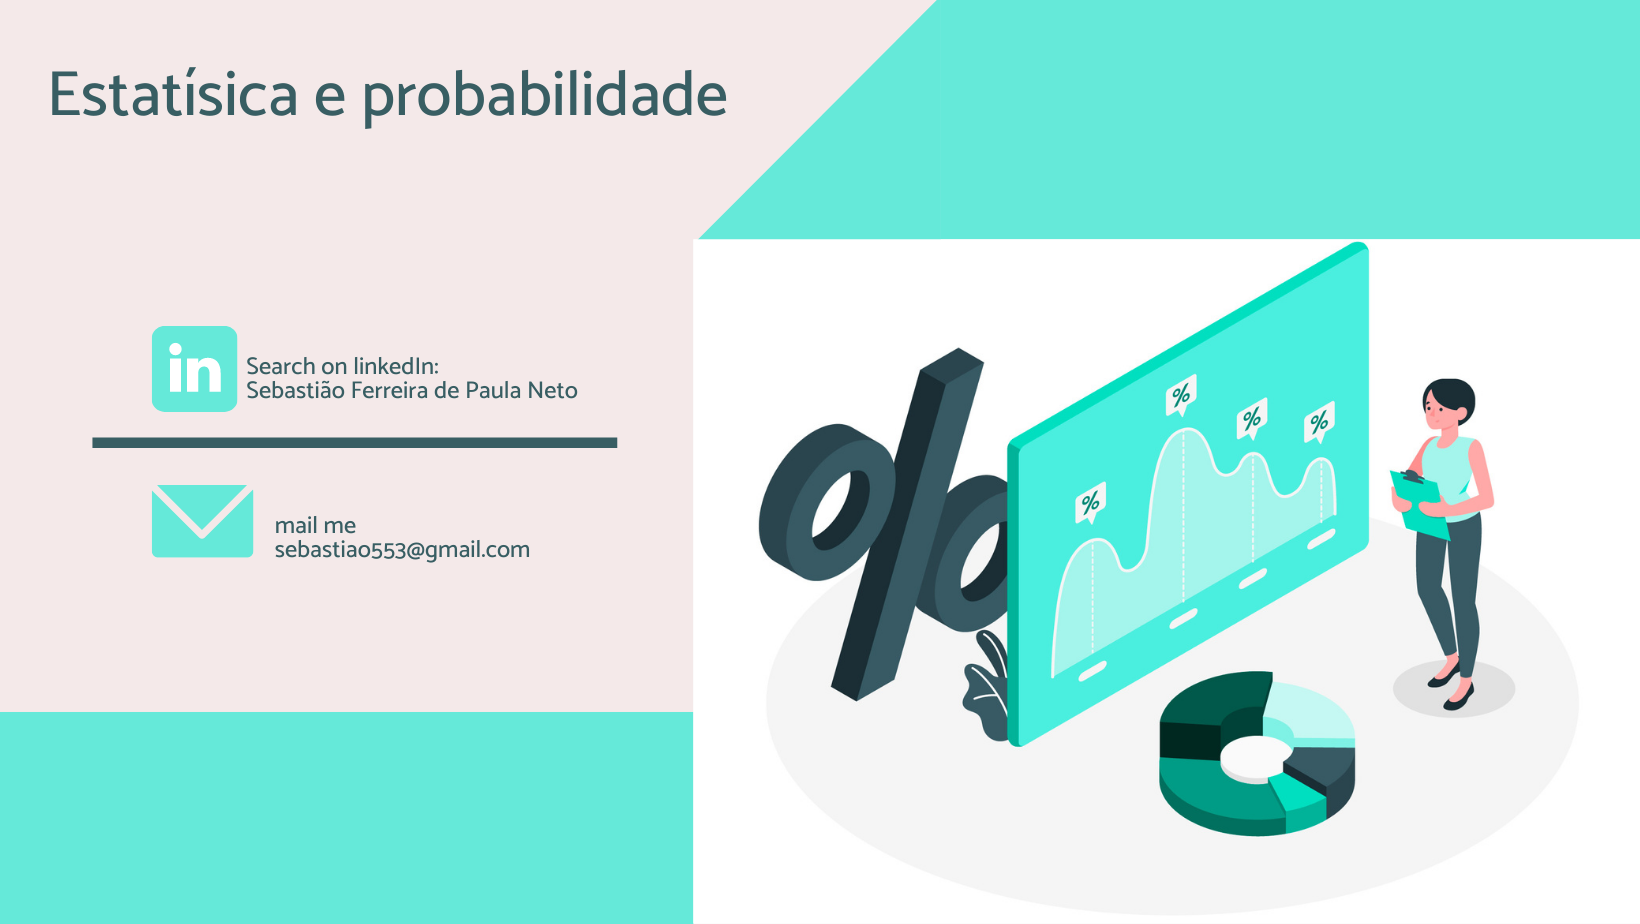 Estatísica e probabilidade
in
Search on linkedIn:
Sebastião Ferreira de Paula Neto
mail me
sebastiao553@gmail.com
%
%
%
%
%